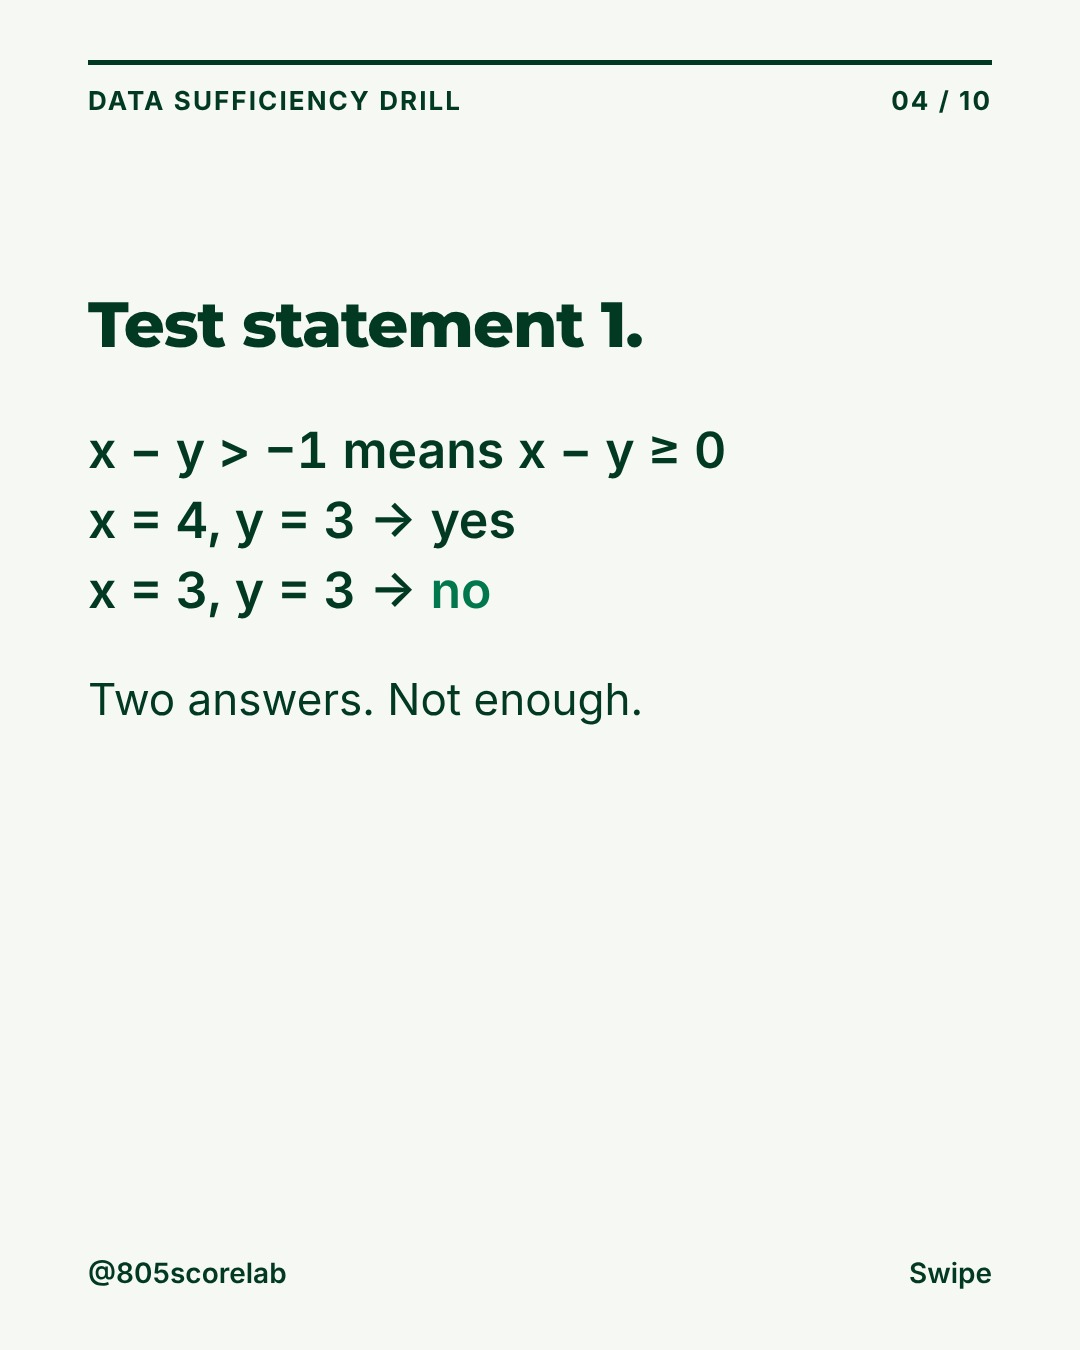 DATA SUFFICIENCY DRILL
04 / 10
Test statement 1.
x − y > −1 means x − y ≥ 0
x = 4, y = 3 → yes
x = 3, y = 3 → no
Two answers. Not enough.
@805scorelab
Swipe